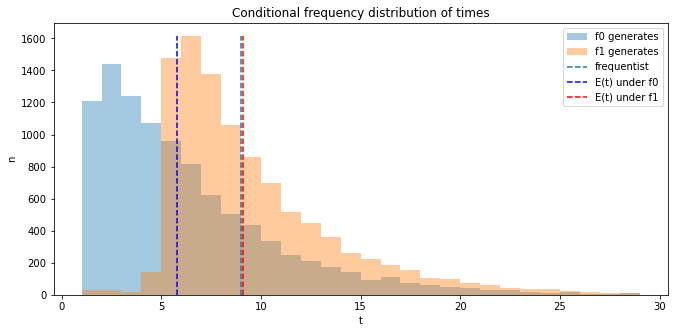 Conditional frequency distribution of times
f0 generates
f1 generates
frequentist
E(t) under f0
E(t) under f1
n
1600
1400
1200
1000
800
600
400
200
0
0 5 10 15 20 25 30
t